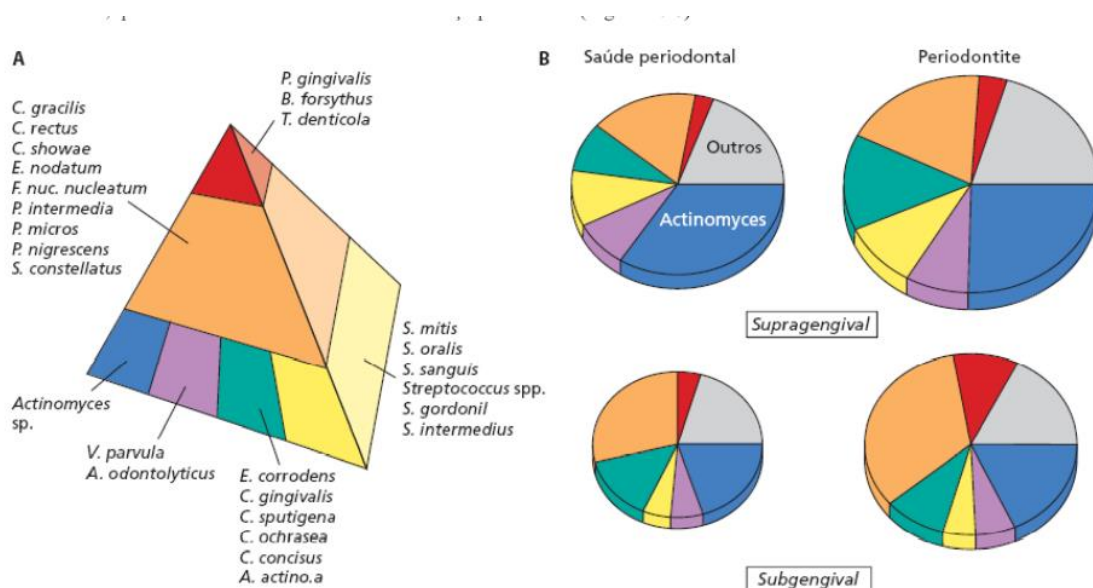 A
P. gingivalis
B. forsythus
T. denticola
C. gracilis
C. rectus
C. showae
E. nodatum
F. nuc. nucleatum
P. intermedia
P. micros
P. nigrescens
S. constellatus
S. mitis
S. oralis
S. sanguis
Streptococcus spp.
S. gordonil
S. intermedius
Actinomyces
sp.
V. parvula
A. odontolyticus
E. corrodens
C. gingivalis
C. sputigena
C. ochrasea
C. concisus
A. actino.a
B
Saúde periodontal
Periodontite
Outros
Actinomyces
Supragengival
Subgengival